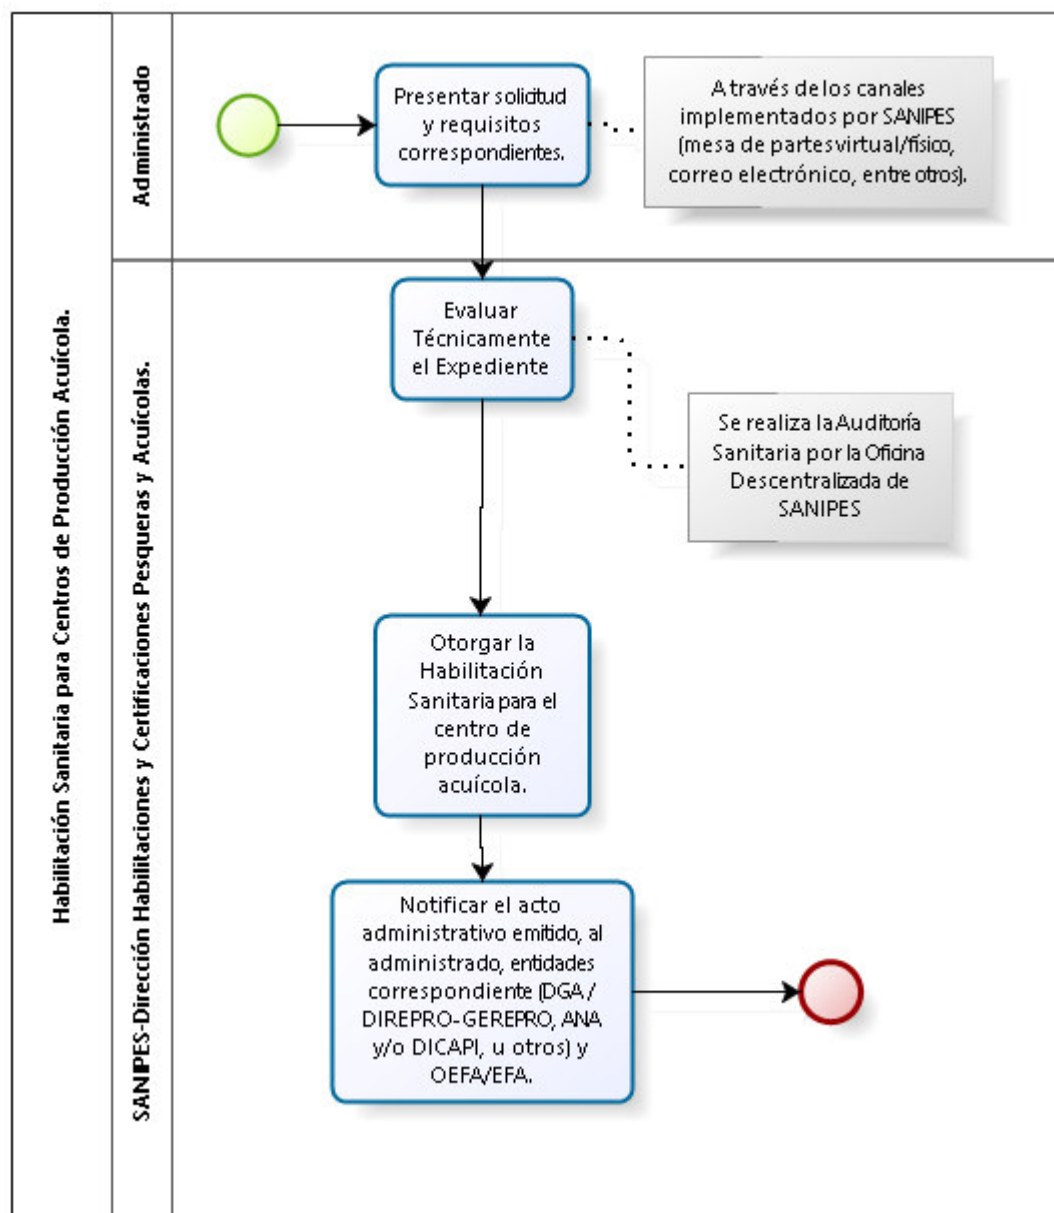 Habilitación Sanitaria para Centros de Producción Acuícola.
Administrado
Presentar solicitud
y requisitos
correspondientes.
A través de los canales
implementados por SANIPES
(mesa de partes virtual/físico,
correo electrónico, entre otros).
SANIPES-Dirección Habilitaciones y Certificaciones Pesqueras y Acuícolas.
Evaluar
Técnicamente
el Expediente
Se realiza la Auditoría
Sanitaria por la Oficina
Descentralizada de
SANIPES
Otorgar la
Habilitación
Sanitaria para el
centro de
producción
acuícola.
Notificar el acto
administrativo emitido, al
administrado, entidades
correspondiente (DGA /
DIREPRO-GEREPRO, ANA
y/o DICAPI, u otros) y
OEFA/EFA.